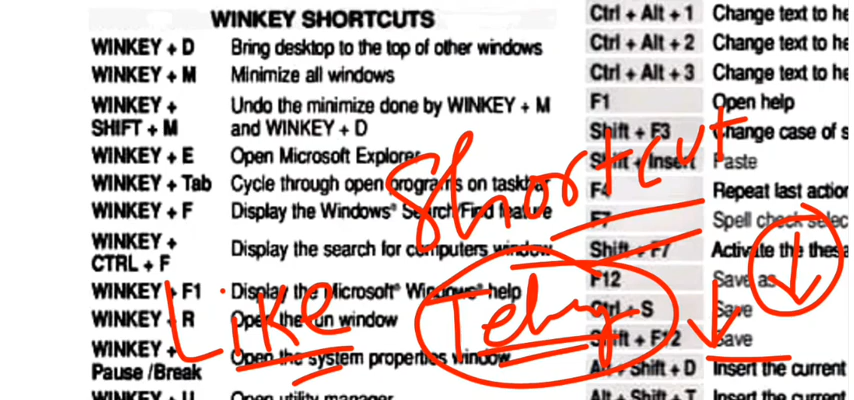 WINKEY SHORTCUTS
WINKEY + D Bring desktop to the top of other windows
WINKEY + M Minimize all windows
WINKEY + SHIFT + M Undo the minimize done by WINKEY + M
and WINKEY + D
WINKEY + E Open Microsoft Explorer
WINKEY + Tab Cycle through open programs on taskbar
WINKEY + F Display the Windows® Search/Find feature
WINKEY + CTRL + F Display the search for computers window
WINKEY + F1 Display the Microsoft® Windows® help
WINKEY + R Open the run window
WINKEY + Pause /Break Open the system properties window
WINKEY + U Open utility manager
Ctrl + Alt + 1 Change text to he
Ctrl + Alt + 2 Change text to he
Ctrl + Alt + 3 Change text to he
F1 Open help
Shift + F3 Change case of s
Shift + Insert Paste
F4 Repeat last action
F7 Spell check selec
Shift + F7 Activate the thesa
F12 Save as
Ctrl + S Save
Shift + F12 Save
Alt + Shift + D Insert the current
Alt + Shift + T Insert the current
Shortcut
Like